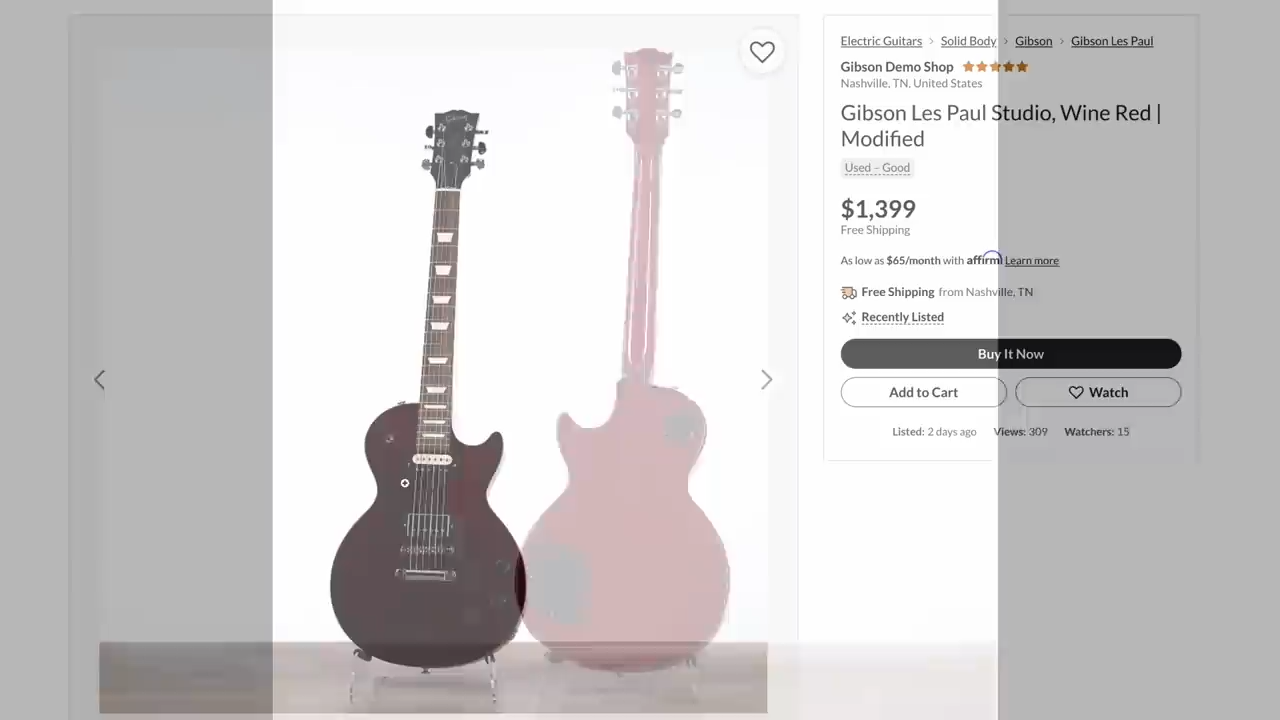 Electric Guitars > Solid Body > Gibson > Gibson Les Paul
Gibson Demo Shop
Nashville, TN, United States
Gibson Les Paul Studio, Wine Red |
Modified
Used – Good
$1,399
Free Shipping
As low as $65/month with affirm Learn more
Free Shipping from Nashville, TN
Recently Listed
Buy It Now
Add to Cart
Watch
Listed: 2 days ago Views: 309 Watchers: 15
Gibson